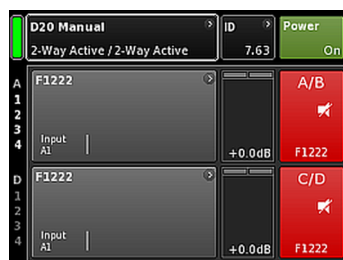 D20 Manual
2-Way Active / 2-Way Active
ID
7.63
Power
On
A
1
2
3
4
F1222
Input
A1
+0.0dB
A/B
F1222
D
1
2
3
4
F1222
Input
A1
+0.0dB
C/D
F1222